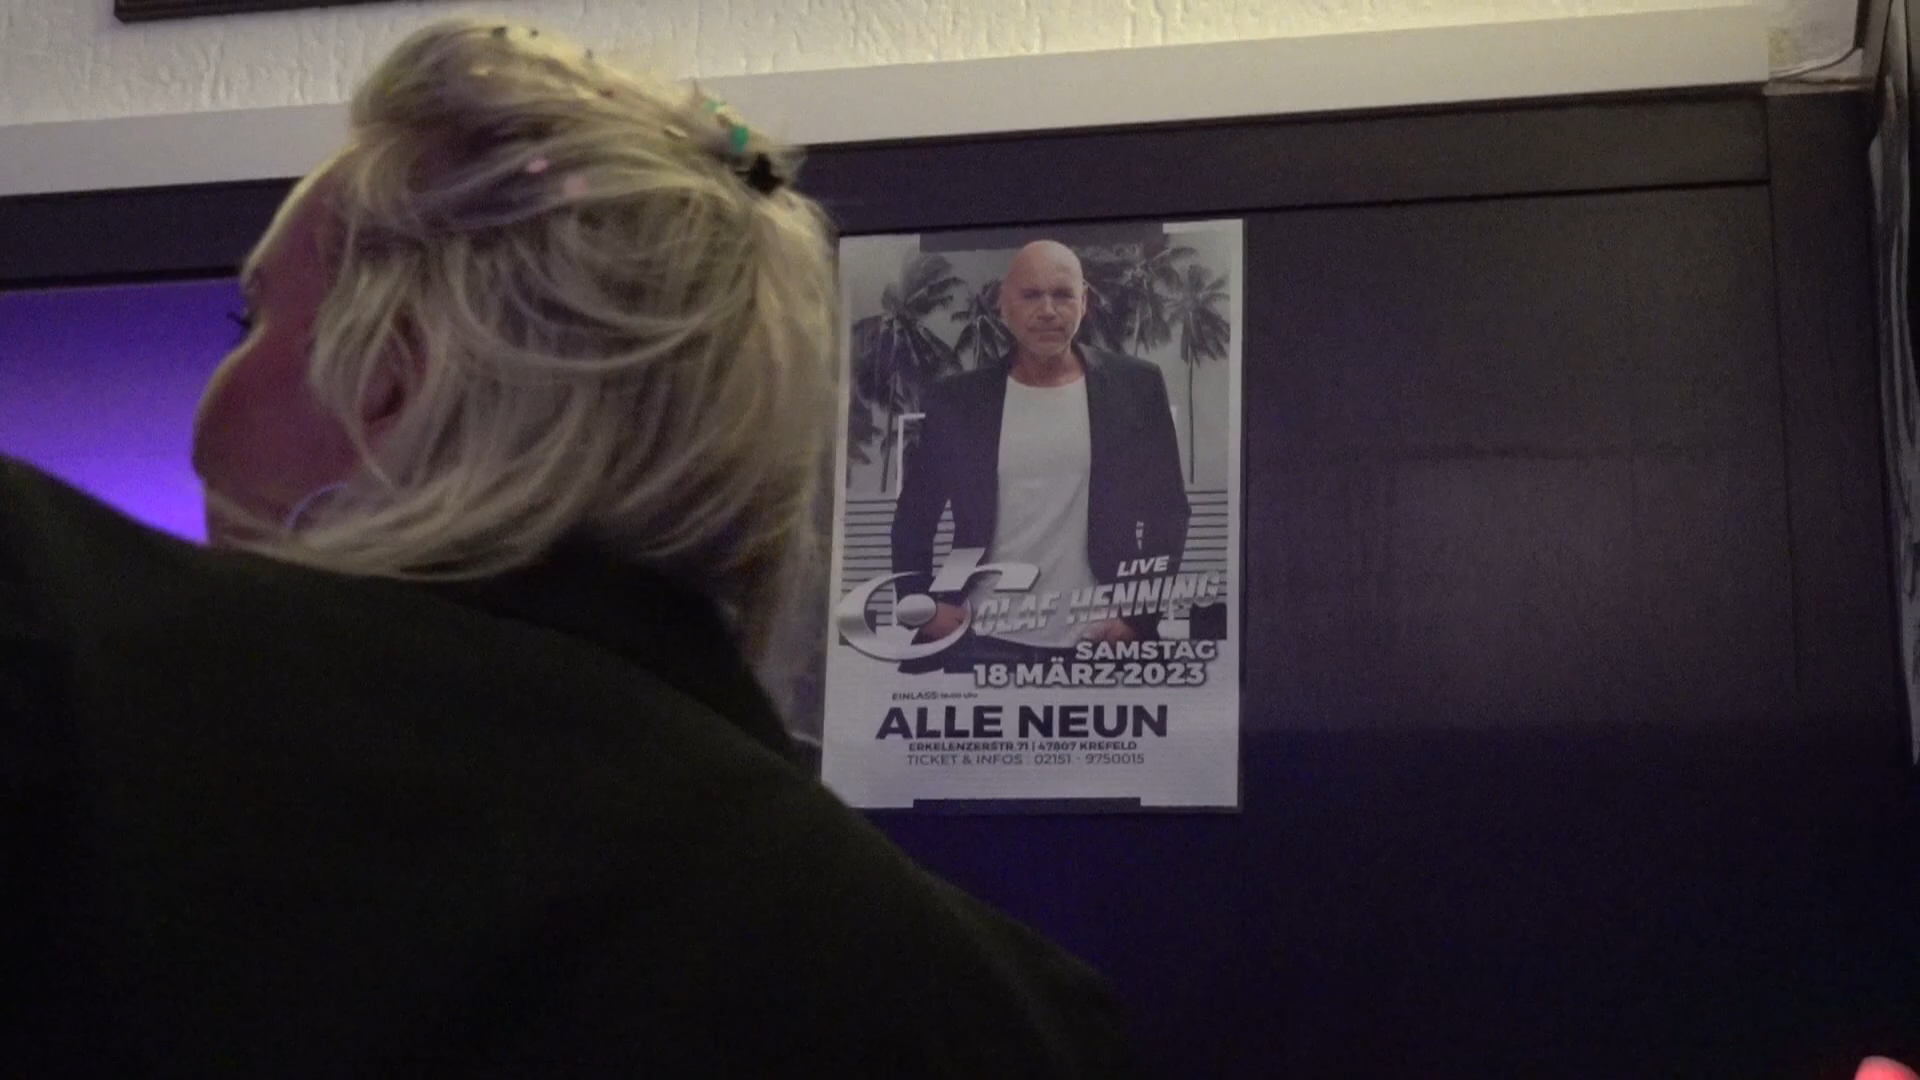 LIVE
OLAF HENNING
SAMSTAG
18 MÄRZ 2023
EINLASS
ALLE NEUN
ERKELENZERSTR. 71 | 47807 KREFELD
TICKET & INFOS : 02151 - 9750015